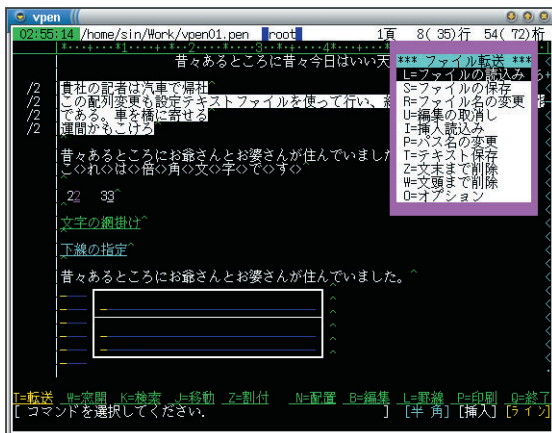 vpen
02:55:14 /home/sin/Work/vpen01.pen root 1頁 8( 35)行 54( 72)桁
昔々あるところに昔々今日はいい天
*** ファイル転送 ***
L=ファイルの読込み
S=ファイルの保存
R=ファイル名の変更
U=編集の取消し
I=挿入読込み
P=パス名の変更
T=テキスト保存
Z=文末まで削除
W=文頭まで削除
O=オプション
/2 貴社の記者は汽車で帰社
/2 この配列変更も設定テキストファイルを使って行い、
/2 である。車を橋に寄せる
/2 運間かもこけろ
昔々あるところにお爺さんとお婆さんが住んでいました
こ<>れ<>は<>倍<>角<>文<>字<>で<>す<>
22 33
文字の網掛け
下線の指定
昔々あるところにお爺さんとお婆さんが住んでいました。
T=転送 W=窓開 K=検索 J=移動 Z=割付 N=配置 B=編集 L=罫線 P=印刷 Q=終了
[ コマンドを選択してください. ] [半 角] [挿入] [ライン]